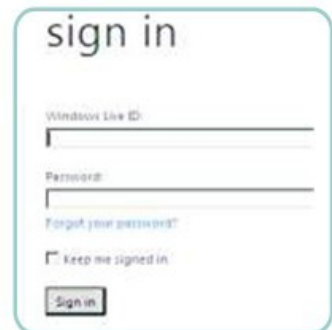 sign in
Windows Live ID:
Password:
Forgot your password?
Keep me signed in
Sign in